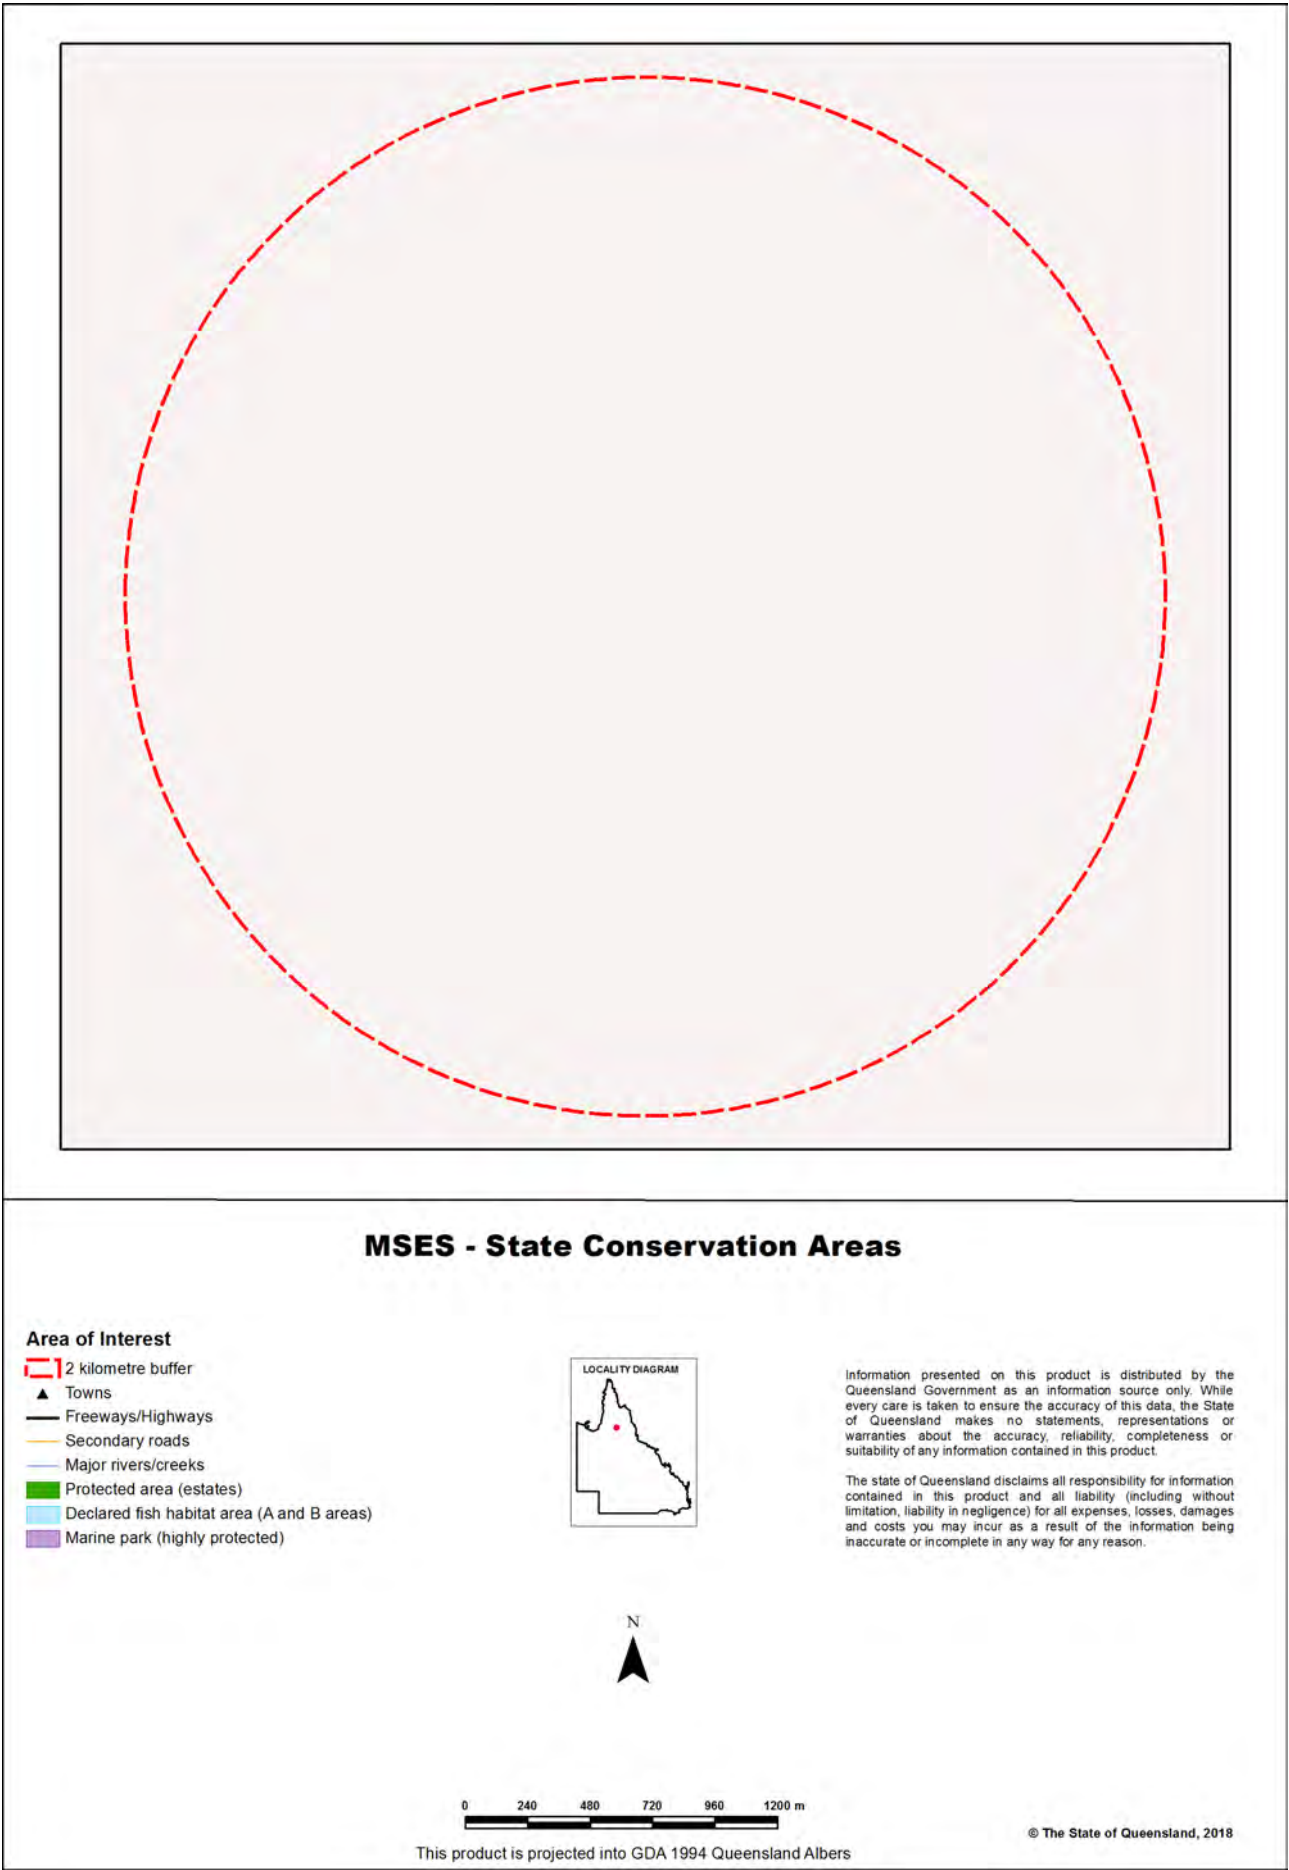 MSES - State Conservation Areas
Area of Interest
2 kilometre buffer
Towns
Freeways/Highways
Secondary roads
Major rivers/creeks
Protected area (estates)
Declared fish habitat area (A and B areas)
Marine park (highly protected)
LOCALITY DIAGRAM
Information presented on this product is distributed by the
Queensland Government as an information source only. While
every care is taken to ensure the accuracy of this data, the State
of Queensland makes no statements, representations or
warranties about the accuracy, reliability, completeness or
suitability of any information contained in this product.
The state of Queensland disclaims all responsibility for information
contained in this product and all liability (including without
limitation, liability in negligence) for all expenses, losses, damages
and costs you may incur as a result of the information being
inaccurate or incomplete in any way for any reason.
N
0 240 480 720 960 1200 m
This product is projected into GDA 1994 Queensland Albers
© The State of Queensland, 2018